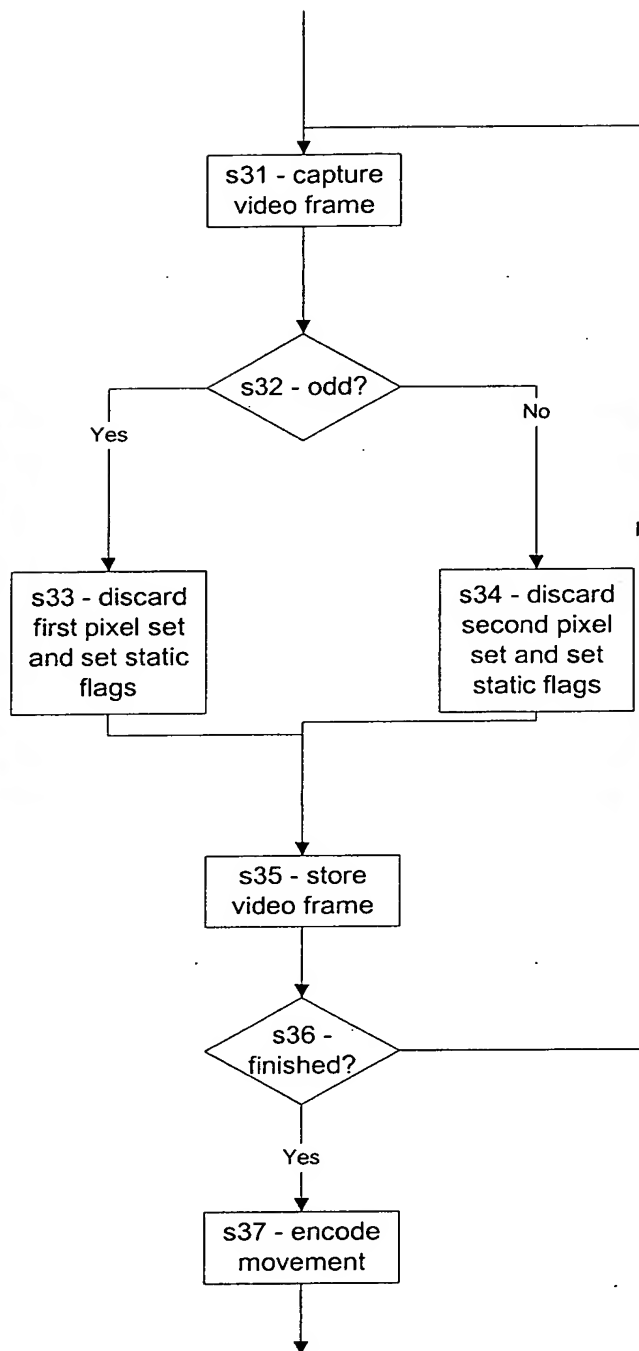 s31 - capture
video frame
s32 - odd?
Yes
No
s33 - discard
first pixel set
and set static
flags
s34 - discard
second pixel
set and set
static flags
s35 - store
video frame
s36 -
finished?
Yes
s37 - encode
movement